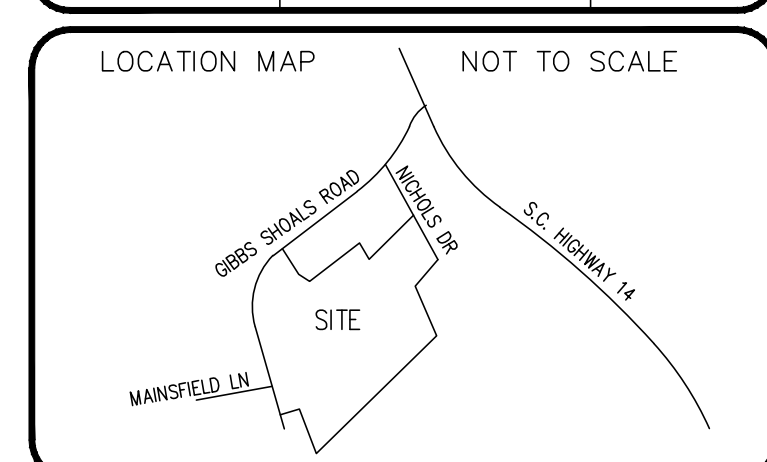 LOCATION MAP
NOT TO SCALE
GIBBS SHOALS ROAD
NICHOLS DR
S.C. HIGHWAY 14
SITE
MAINSFIELD LN